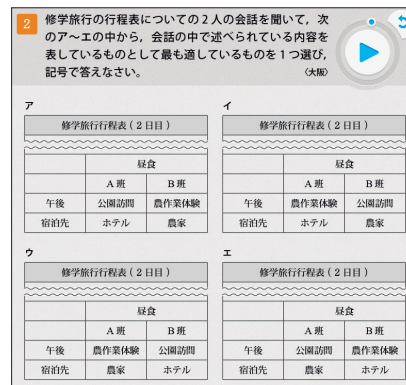 2 修学旅行の行程表についての2人の会話を聞いて，次
のア～エの中から，会話の中で述べられている内容を
表しているものとして最も適しているものを1つ選び，
記号で答えなさい。 〈大阪〉
ア
修学旅行行程表（2日目）
昼食
A班 B班
午後 公園訪問 農作業体験
宿泊先 ホテル 農家
イ
修学旅行行程表（2日目）
昼食
A班 B班
午後 農作業体験 公園訪問
宿泊先 ホテル 農家
ウ
修学旅行行程表（2日目）
昼食
A班 B班
午後 農作業体験 公園訪問
宿泊先 農家 ホテル
エ
修学旅行行程表（2日目）
昼食
A班 B班
午後 公園訪問 農作業体験
宿泊先 農家 ホテル